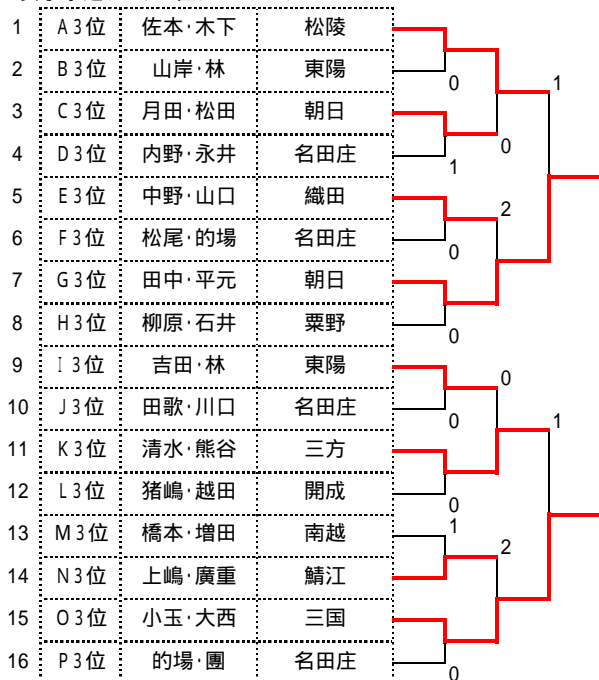 1 A3位 佐本·木下 松陵
2 B3位 山岸·林 東陽
0 1
3 C3位 月田·松田 朝日
0
4 D3位 内野·永井 名田庄
1
5 E3位 中野·山口 織田
2
6 F3位 松尾·的場 名田庄
0
7 G3位 田中·平元 朝日
8 H3位 柳原·石井 粟野
0
9 I3位 吉田·林 東陽
0
10 J3位 田歌·川口 名田庄
0 1
11 K3位 清水·熊谷 三方
12 L3位 猪嶋·越田 開成
0
13 M3位 橋本·増田 南越
1
2
14 N3位 上嶋·廣重 鯖江
15 O3位 小玉·大西 三国
16 P3位 的場·團 名田庄
0